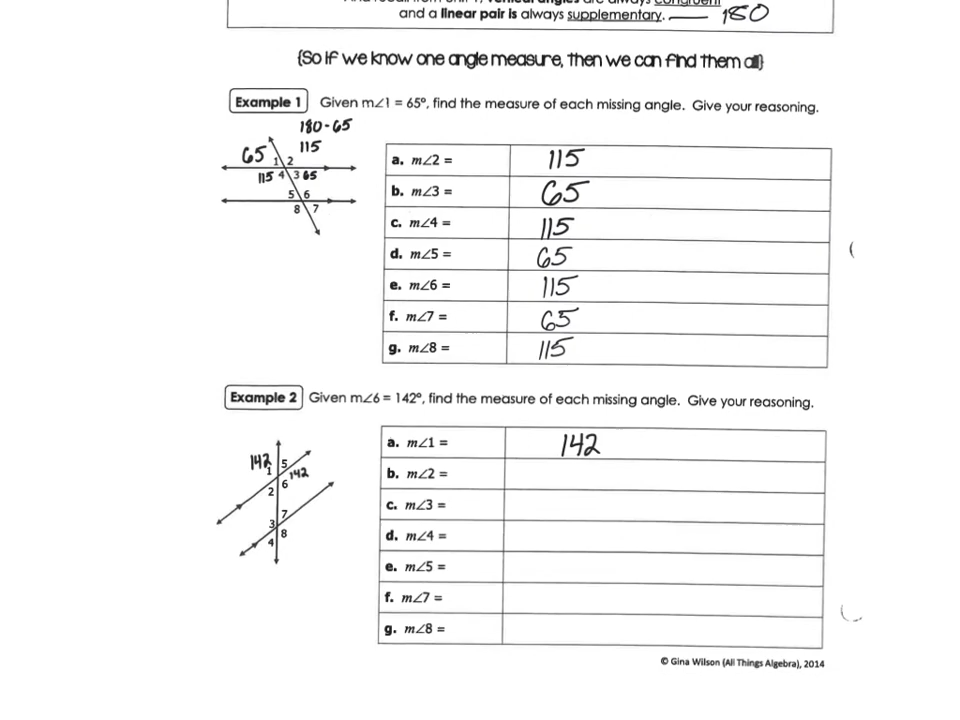 and a linear pair is always supplementary. — 180
{So if we know one angle measure, then we can find them all}
Example 1 Given m∠1 = 65º, find the measure of each missing angle. Give your reasoning.
180-65
65 1 2 115
115 4 3 65
5 6
8 7
a. m∠2 = 115
b. m∠3 = 65
c. m∠4 = 115
d. m∠5 = 65
e. m∠6 = 115
f. m∠7 = 65
g. m∠8 = 115
Example 2 Given m∠6 = 142º, find the measure of each missing angle. Give your reasoning.
142 1 5
2 6 142
3 7
4 8
a. m∠1 = 142
b. m∠2 =
c. m∠3 =
d. m∠4 =
e. m∠5 =
f. m∠7 =
g. m∠8 =
© Gina Wilson (All Things Algebra), 2014